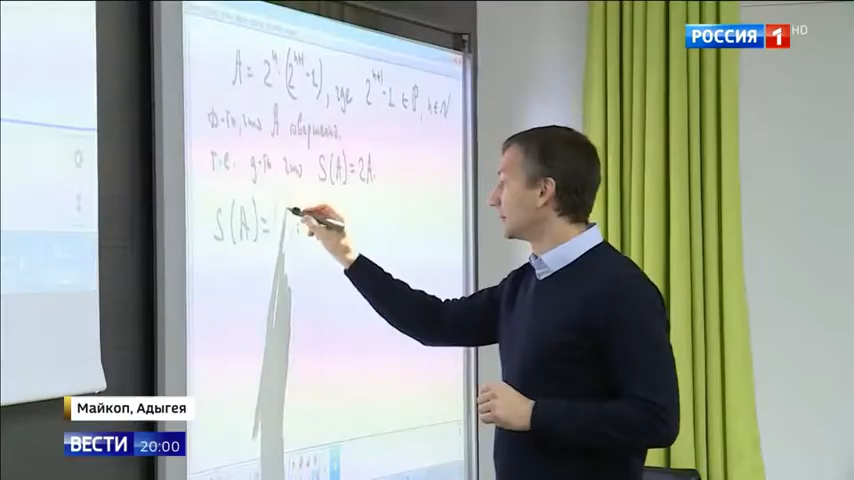 РОССИЯ 1 HD
A = 2ⁿ · (2ⁿ⁺¹ - 1), где 2ⁿ⁺¹ - 1 ∈ P, n ∈ N
Д-ть, что A совершенно.
т.е. д-ть что S(A) = 2A.
S(A) =
Майкоп, Адыгея
ВЕСТИ 20:00